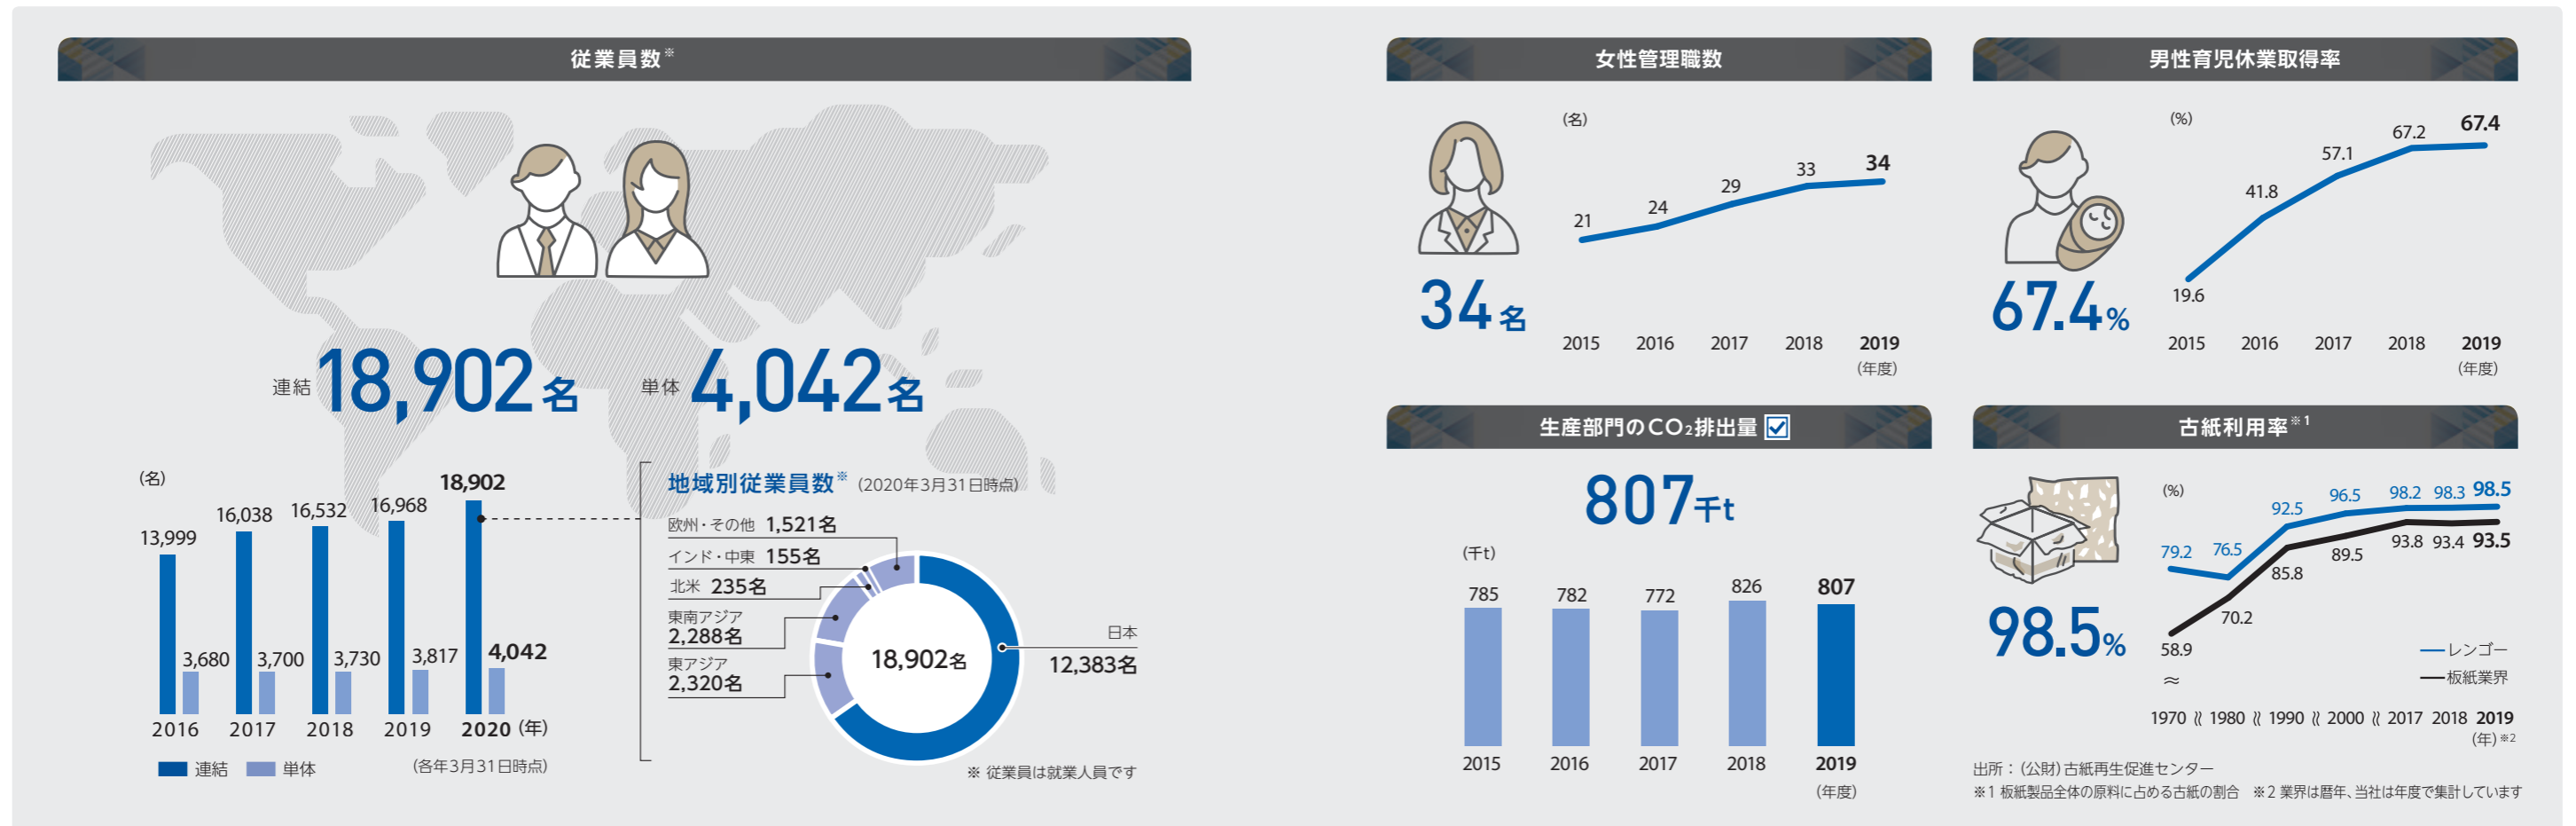 従業員数※
連結 18,902名 単体 4,042名
(名)
13,999 16,038 16,532 16,968 18,902
3,680 3,700 3,730 3,817 4,042
2016 2017 2018 2019 2020 (年)
連結 単体 (各年3月31日時点)
地域別従業員数※ (2020年3月31日時点)
欧州・その他 1,521名
インド・中東 155名
北米 235名
東南アジア
2,288名
東アジア
2,320名
18,902名
日本
12,383名
※ 従業員は就業人員です
女性管理職数
34名
(名)
21 24 29 33 34
2015 2016 2017 2018 2019
(年度)
男性育児休業取得率
67.4%
(%)
19.6 41.8 57.1 67.2 67.4
2015 2016 2017 2018 2019
(年度)
生産部門のCO₂排出量
807千t
(千t)
785 782 772 826 807
2015 2016 2017 2018 2019
(年度)
古紙利用率※1
98.5%
(%)
79.2 76.5 92.5 96.5 98.2 98.3 98.5
58.9 70.2 85.8 89.5 93.8 93.4 93.5
レンゴー
板紙業界
≈
1970 ≈ 1980 ≈ 1990 ≈ 2000 ≈ 2017 2018 2019
(年)※2
出所:(公財)古紙再生促進センター
※1 板紙製品全体の原料に占める古紙の割合 ※2 業界は暦年、当社は年度で集計しています